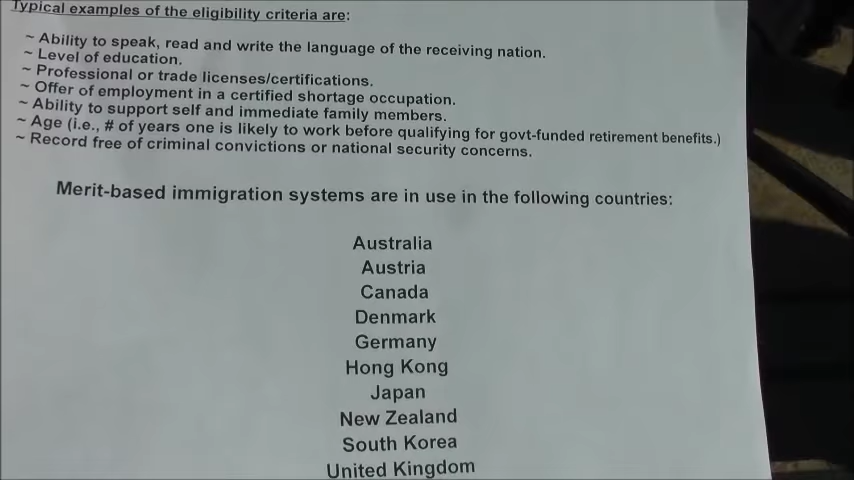 Typical examples of the eligibility criteria are:
~ Ability to speak, read and write the language of the receiving nation.
~ Level of education.
~ Professional or trade licenses/certifications.
~ Offer of employment in a certified shortage occupation.
~ Ability to support self and immediate family members.
~ Age (i.e., # of years one is likely to work before qualifying for govt-funded retirement benefits.)
~ Record free of criminal convictions or national security concerns.
Merit-based immigration systems are in use in the following countries:
Australia
Austria
Canada
Denmark
Germany
Hong Kong
Japan
New Zealand
South Korea
United Kingdom